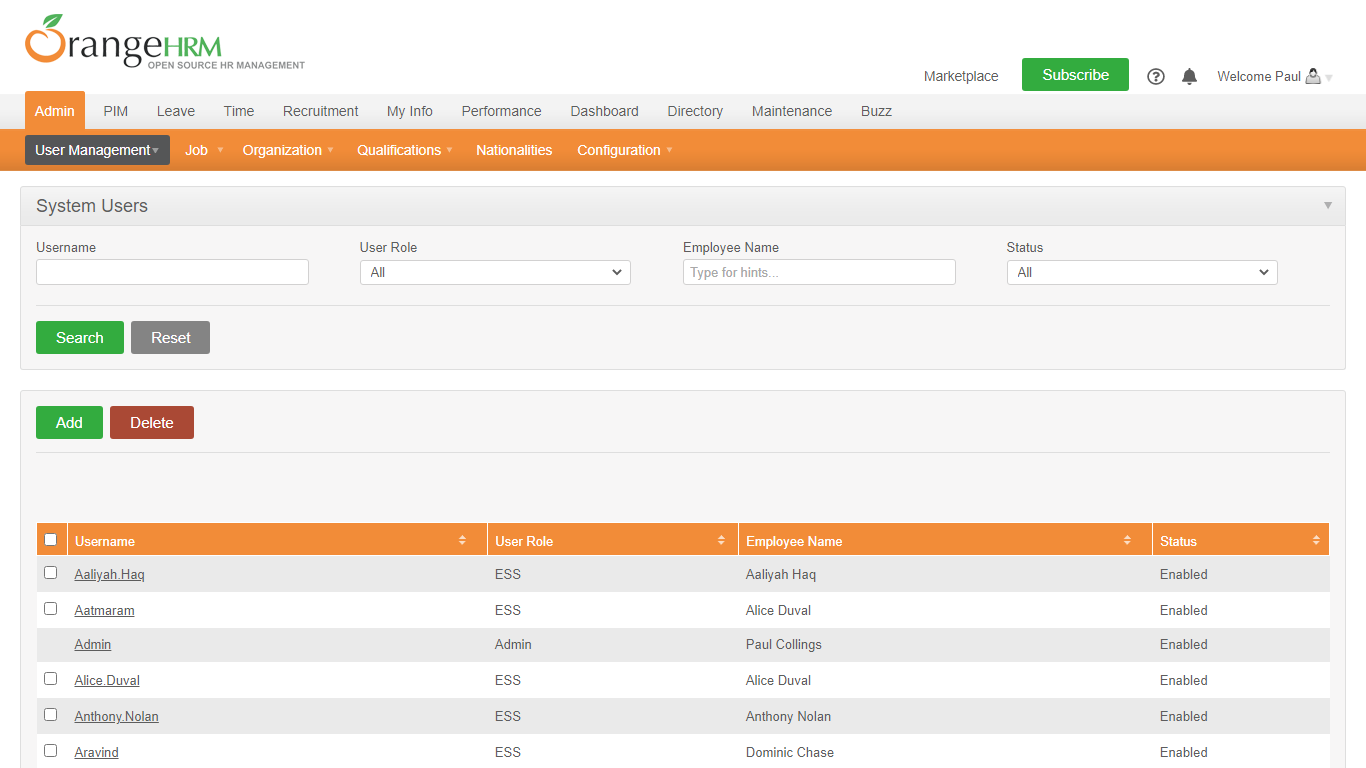 OrangeHRM
OPEN SOURCE HR MANAGEMENT
Marketplace Subscribe Welcome Paul
Admin PIM Leave Time Recruitment My Info Performance Dashboard Directory Maintenance Buzz
User Management Job Organization Qualifications Nationalities Configuration
System Users
Username User Role Employee Name Status
All Type for hints... All
Search Reset
Add Delete
Username User Role Employee Name Status
Aaliyah.Haq ESS Aaliyah Haq Enabled
Aatmaram ESS Alice Duval Enabled
Admin Admin Paul Collings Enabled
Alice.Duval ESS Alice Duval Enabled
Anthony.Nolan ESS Anthony Nolan Enabled
Aravind ESS Dominic Chase Enabled